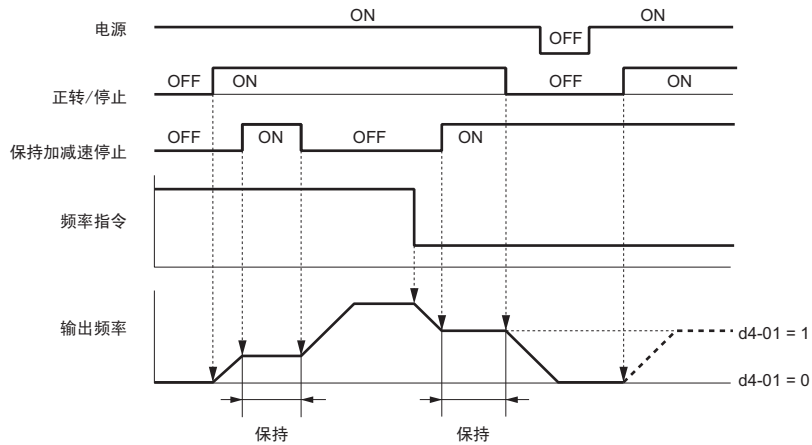 ON
ON
电源
OFF
OFF
ON
OFF
ON
正转/停止
OFF
ON
OFF
ON
保持加减速停止
频率指令
输出频率
d4-01 = 1
d4-01 = 0
保持
保持